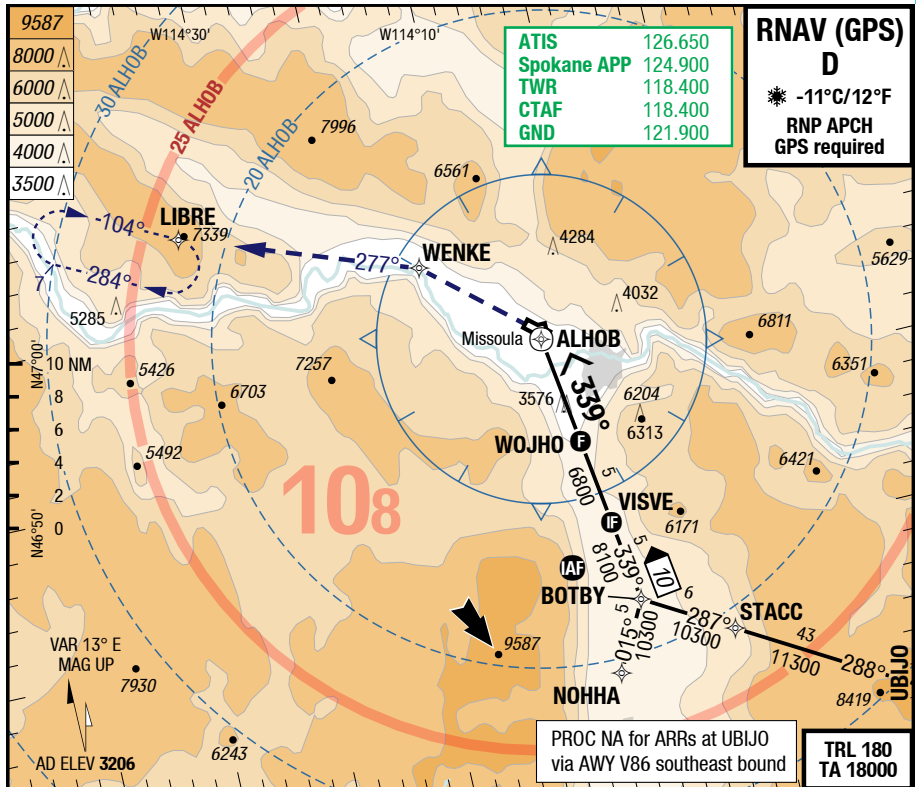 9587
8000
6000
5000
4000
3500
W114°30'
W114°10'
ATIS 126.650
Spokane APP 124.900
TWR 118.400
CTAF 118.400
GND 121.900
RNAV (GPS)
D
-11°C/12°F
RNP APCH
GPS required
30 ALHOB
25 ALHOB
20 ALHOB
7996
6561
4284
5629
LIBRE
7339
104°
284°
7
277°
WENKE
4032
5285
6811
Missoula
ALHOB
N47°00'
10 NM
8
6
4
2
0
N46°50'
5426
7257
6703
6351
339°
3576
6204
6313
WOJHO
F
5492
6421
108
5
6800
VISVE
IF
6171
5
339°
8100
10
IAF
BOTBY
6
STACC
287°
10300
43
11300
288°
UBIJO
9587
5
015°
10300
NOHHA
8419
VAR 13° E
MAG UP
7930
6243
AD ELEV 3206
PROC NA for ARRs at UBIJO
via AWY V86 southeast bound
TRL 180
TA 18000